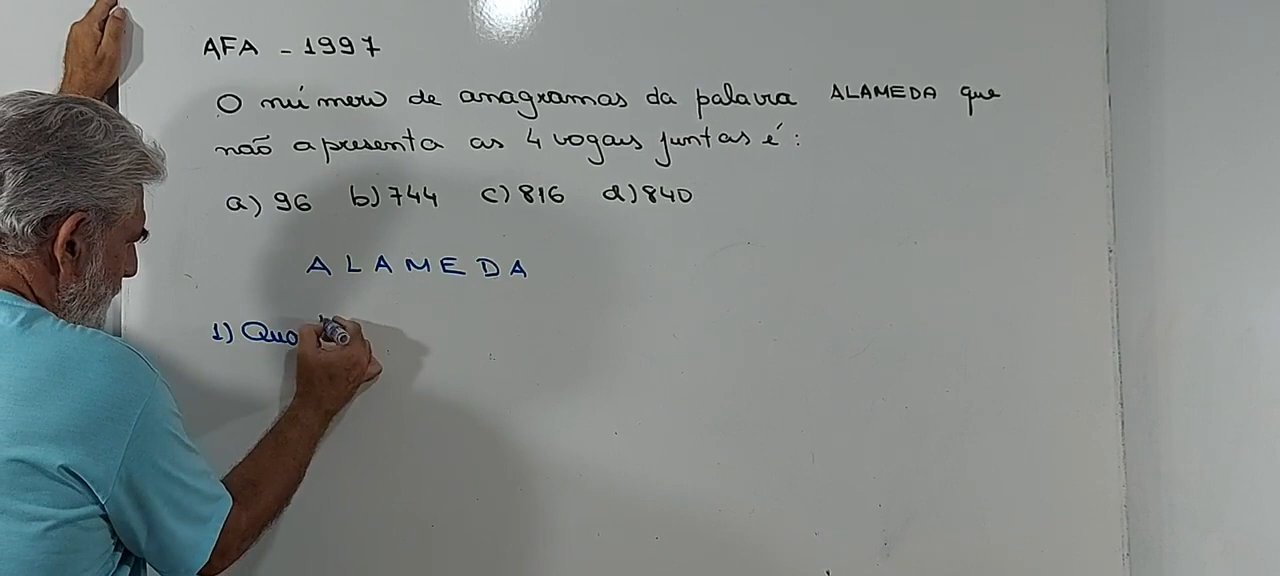 AFA - 1997
O número de anagramas da palavra ALAMEDA que
não apresenta as 4 vogais juntas é:
a) 96 b) 744 c) 816 d) 840
ALAMEDA
1) Qua